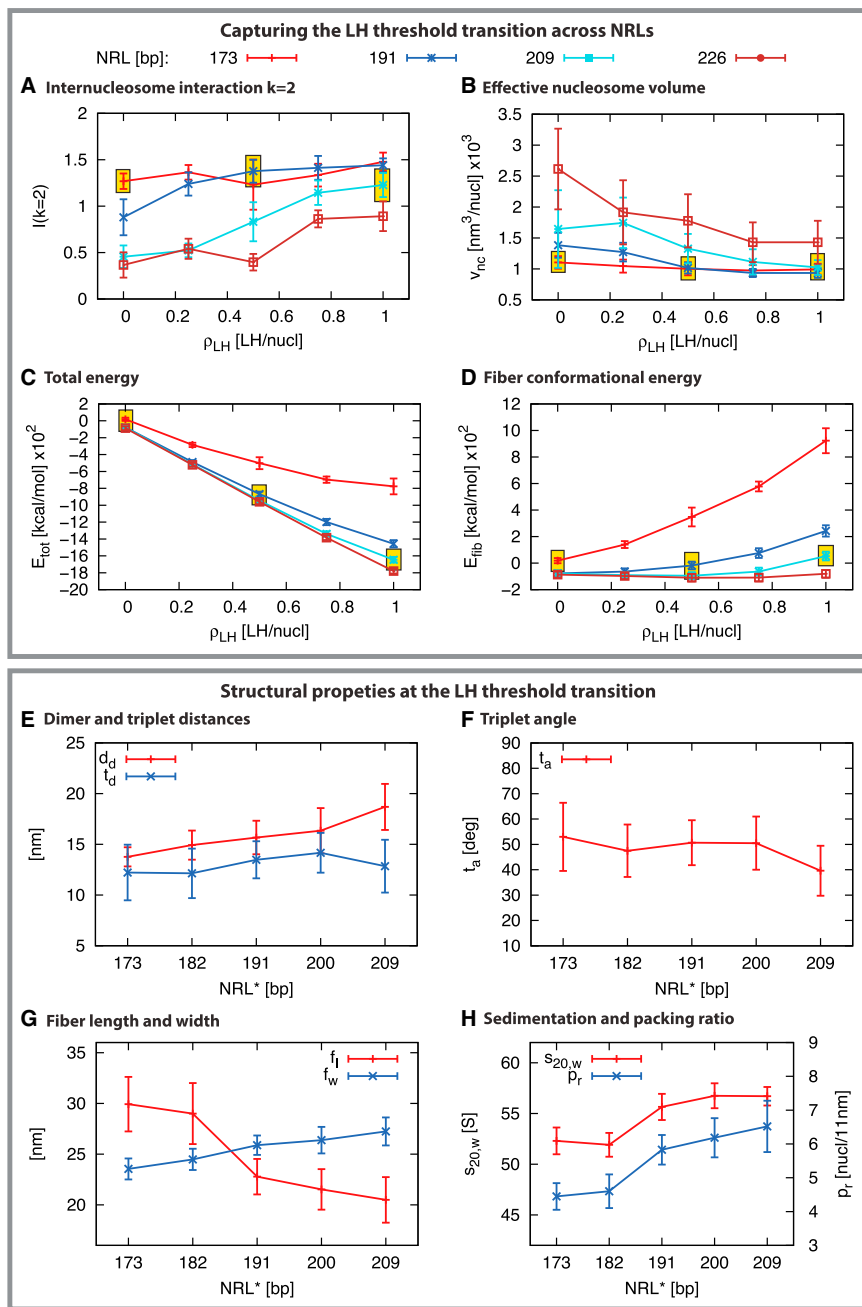 Capturing the LH threshold transition across NRLs
NRL [bp]: 173 191 209 226
A Internucleosome interaction k=2
2
1.5
1
0.5
0
I(k=2)
0 0.2 0.4 0.6 0.8 1
ρLH [LH/nucl]
B Effective nucleosome volume
3.5
3
2.5
2
1.5
1
0.5
vnc [nm3/nucl] x103
0 0.2 0.4 0.6 0.8 1
ρLH [LH/nucl]
C Total energy
2
0
−2
−4
−6
−8
−10
−12
−14
−16
−18
−20
Etot [kcal/mol] x102
0 0.2 0.4 0.6 0.8 1
ρLH [LH/nucl]
D Fiber conformational energy
12
10
8
6
4
2
0
−2
Efib [kcal/mol] x102
0 0.2 0.4 0.6 0.8 1
ρLH [LH/nucl]
Structural propeties at the LH threshold transition
E Dimer and triplet distances
25
20
15
10
5
[nm]
dd
td
173 182 191 200 209
NRL* [bp]
F Triplet angle
90
80
70
60
50
40
30
20
10
ta [deg]
ta
173 182 191 200 209
NRL* [bp]
G Fiber length and width
35
30
25
20
[nm]
fl
fw
173 182 191 200 209
NRL* [bp]
H Sedimentation and packing ratio
60
55
50
45
s20,w [S]
s20,w
pr
9
8
7
6
5
4
3
pr [nucl/11nm]
173 182 191 200 209
NRL* [bp]